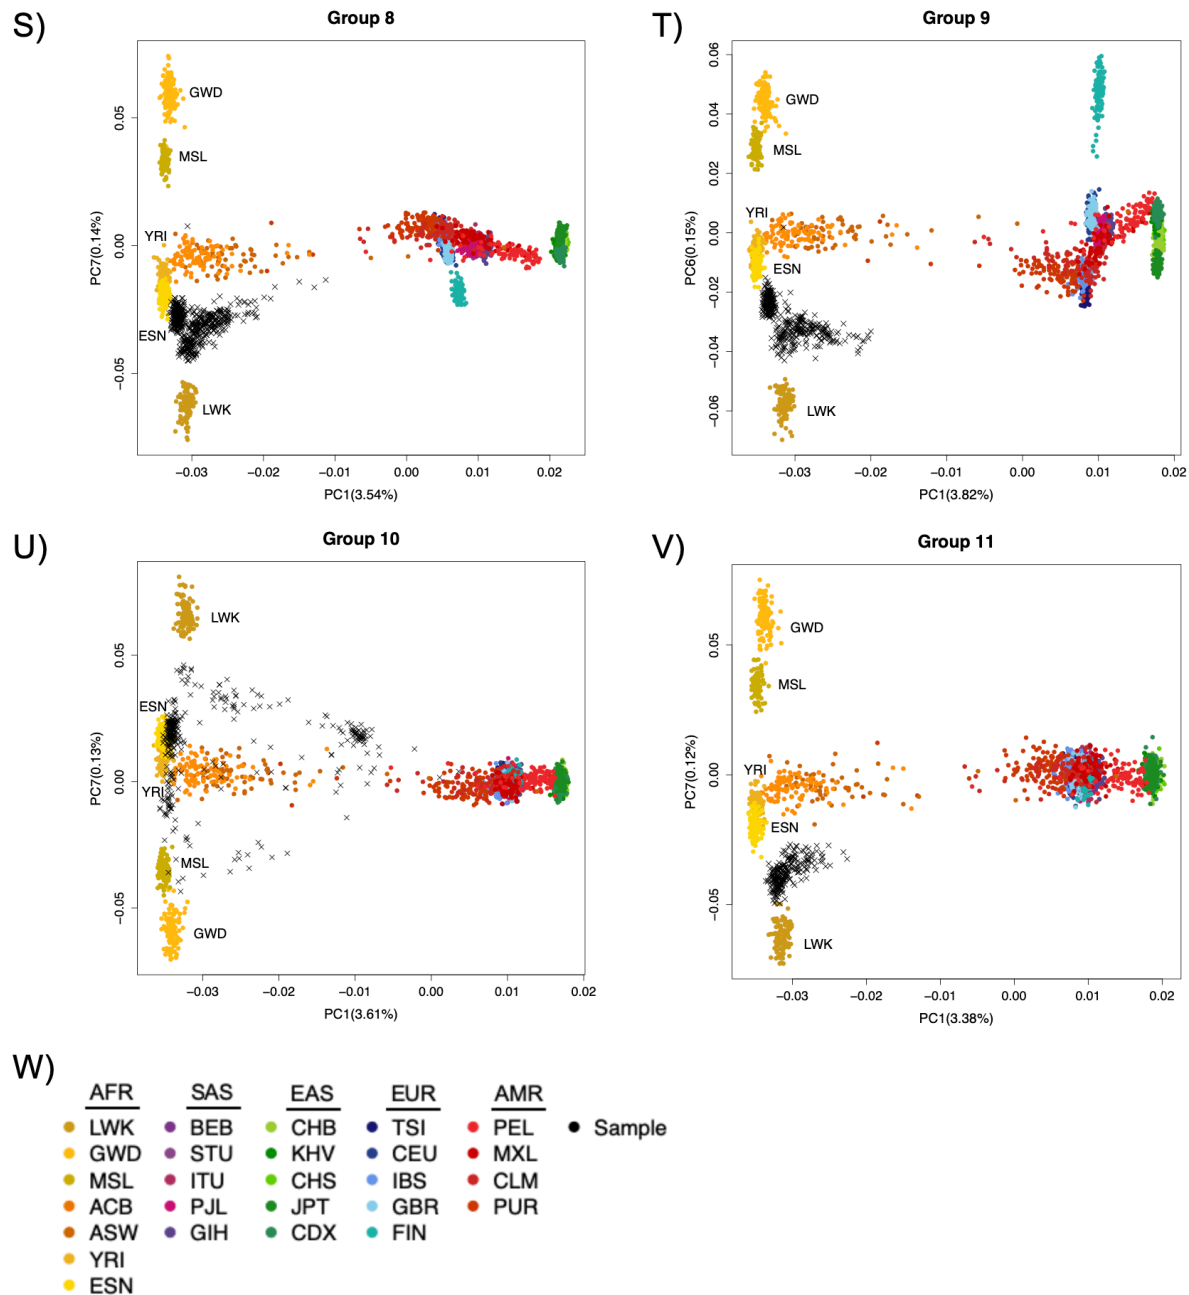 S)
Group 8
PC7(0.14%)
0.05
0.00
−0.05
GWD
MSL
YRI
ESN
LWK
−0.03 −0.02 −0.01 0.00 0.01 0.02
PC1(3.54%)
T)
Group 9
PC6(0.15%)
0.06
0.04
0.02
0.00
−0.02
−0.04
−0.06
GWD
MSL
YRI
ESN
LWK
−0.03 −0.02 −0.01 0.00 0.01 0.02
PC1(3.82%)
U)
Group 10
PC7(0.13%)
0.05
0.00
−0.05
LWK
ESN
YRI
MSL
GWD
−0.03 −0.02 −0.01 0.00 0.01 0.02
PC1(3.61%)
V)
Group 11
PC7(0.12%)
0.05
0.00
−0.05
GWD
MSL
YRI
ESN
LWK
−0.03 −0.02 −0.01 0.00 0.01 0.02
PC1(3.38%)
W)
AFR SAS EAS EUR AMR
LWK BEB CHB TSI PEL Sample
GWD STU KHV CEU MXL
MSL ITU CHS IBS CLM
ACB PJL JPT GBR PUR
ASW GIH CDX FIN
YRI
ESN